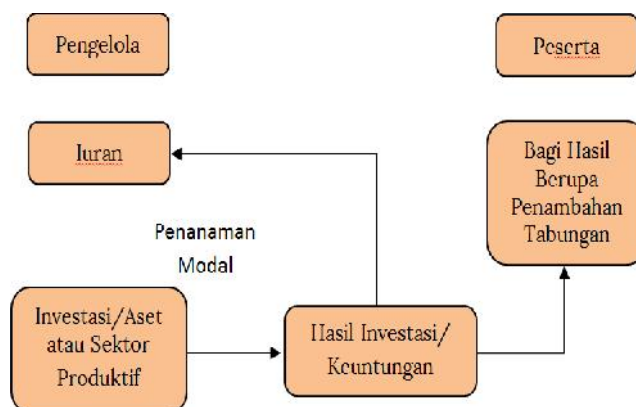 Pengelola
Peserta
Iuran
Bagi Hasil
Berupa
Penambahan
Tabungan
Penanaman
Modal
Investasi/Aset
atau Sektor
Produktif
Hasil Investasi/
Keuntungan